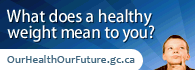 What does a healthy
weight mean to you?
OurHealthOurFuture.gc.ca